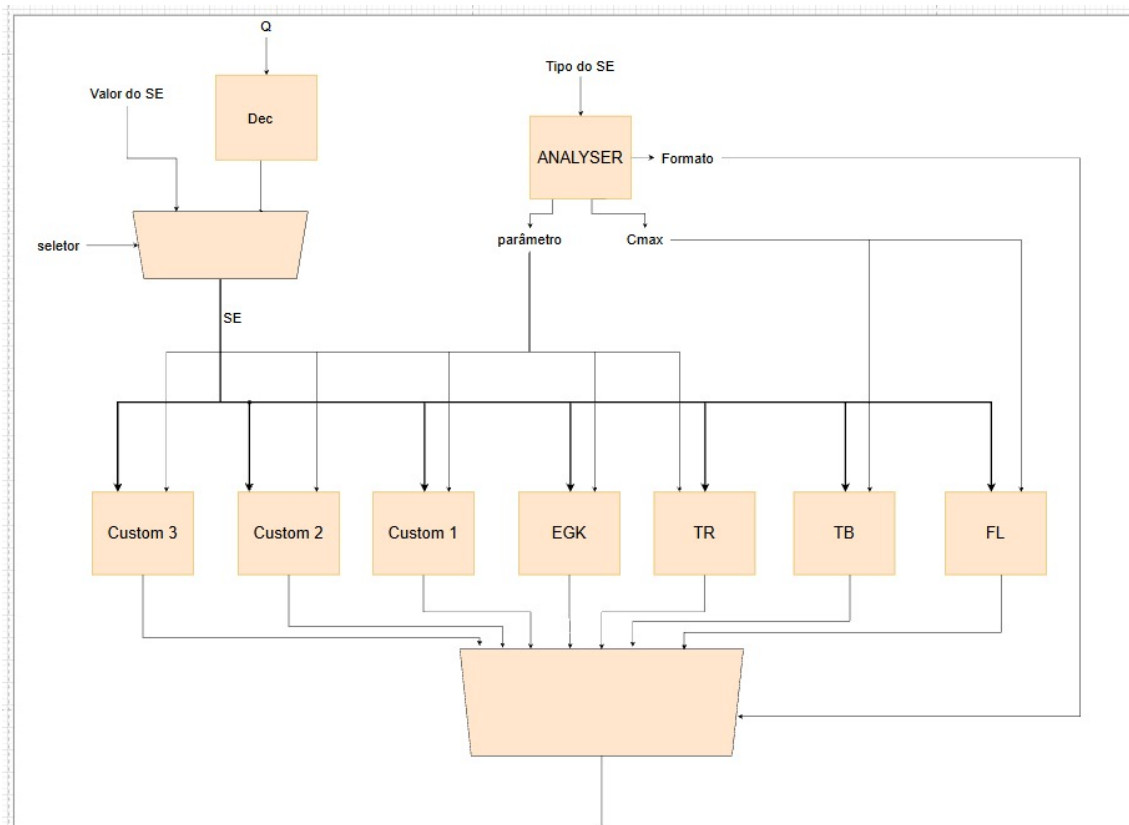 Q
Tipo do SE
Valor do SE
Dec
ANALYSER
Formato
seletor
parâmetro
Cmax
SE
Custom 3
Custom 2
Custom 1
EGK
TR
TB
FL